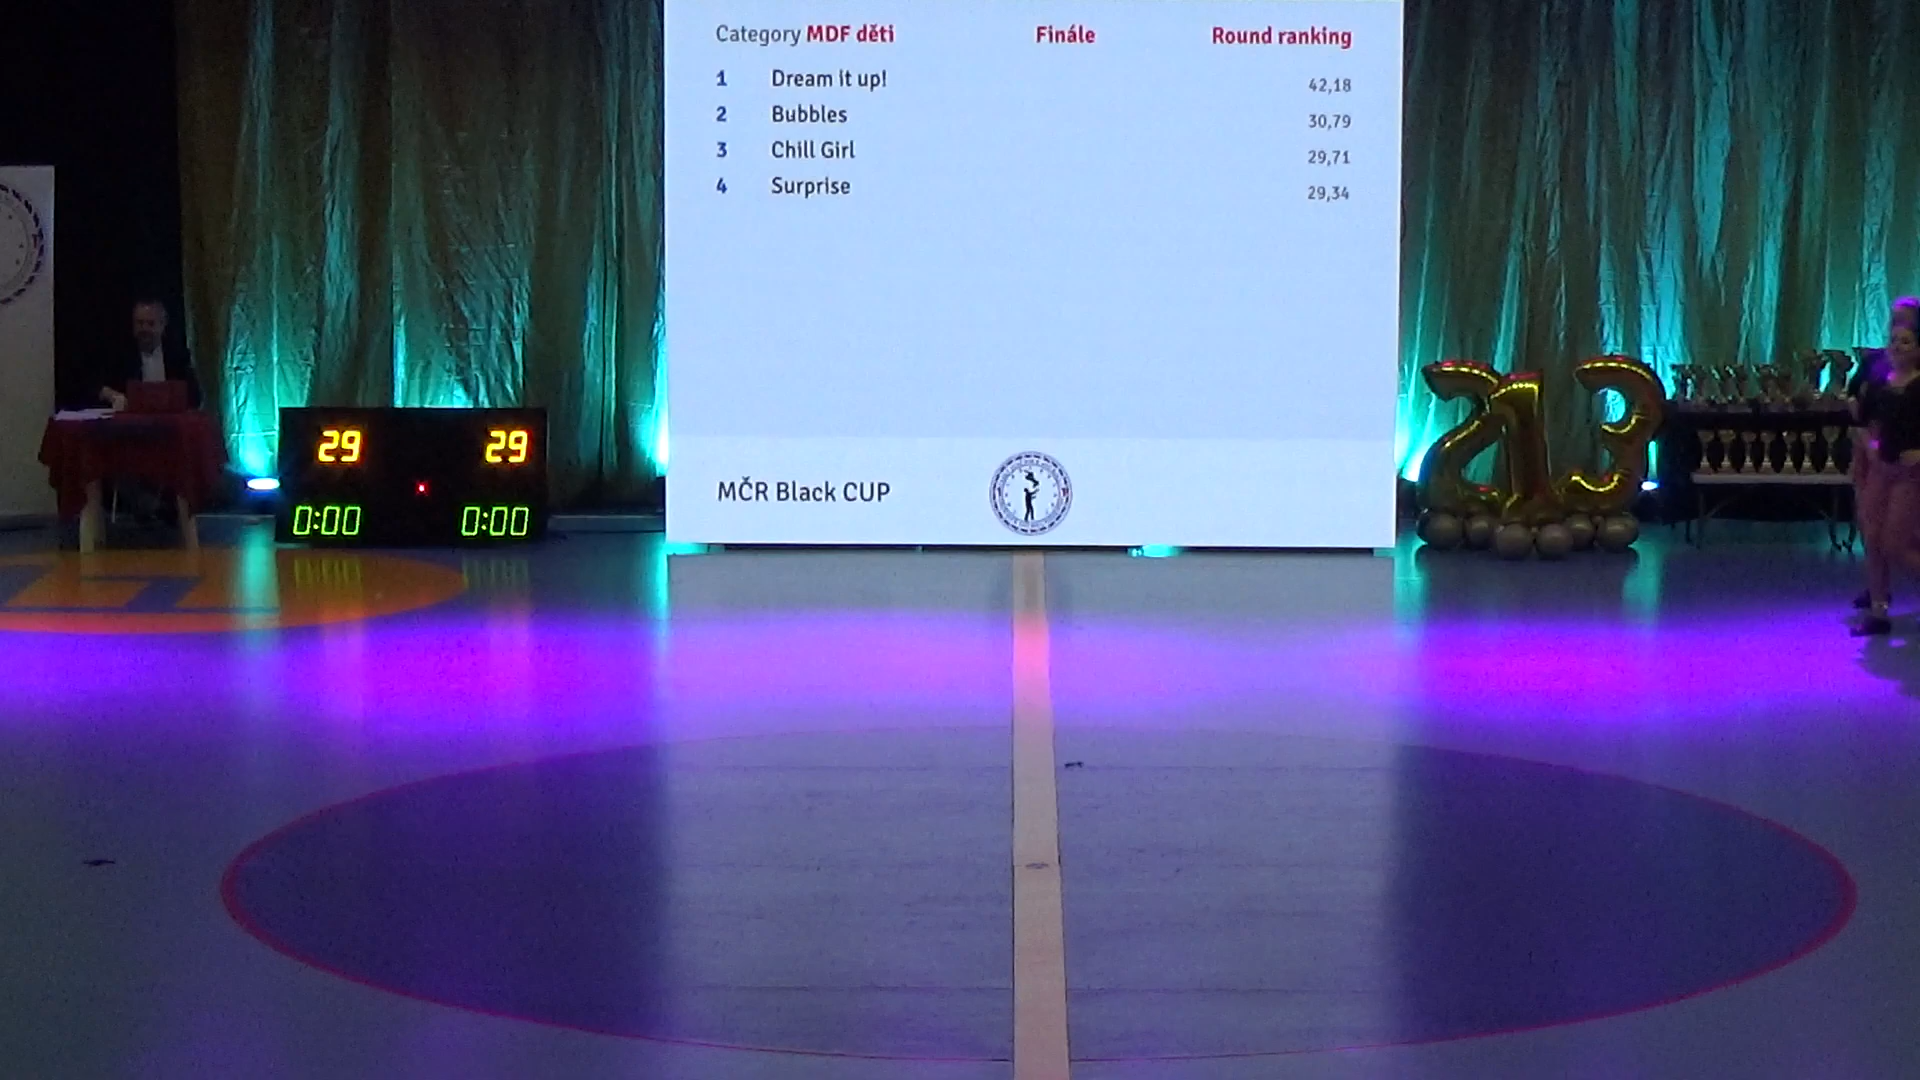 Category MDF děti Finále Round ranking
1 Dream it up! 42,18
2 Bubbles 30,79
3 Chill Girl 29,71
4 Surprise 29,34
MČR Black CUP
29 29
0:00 0:00